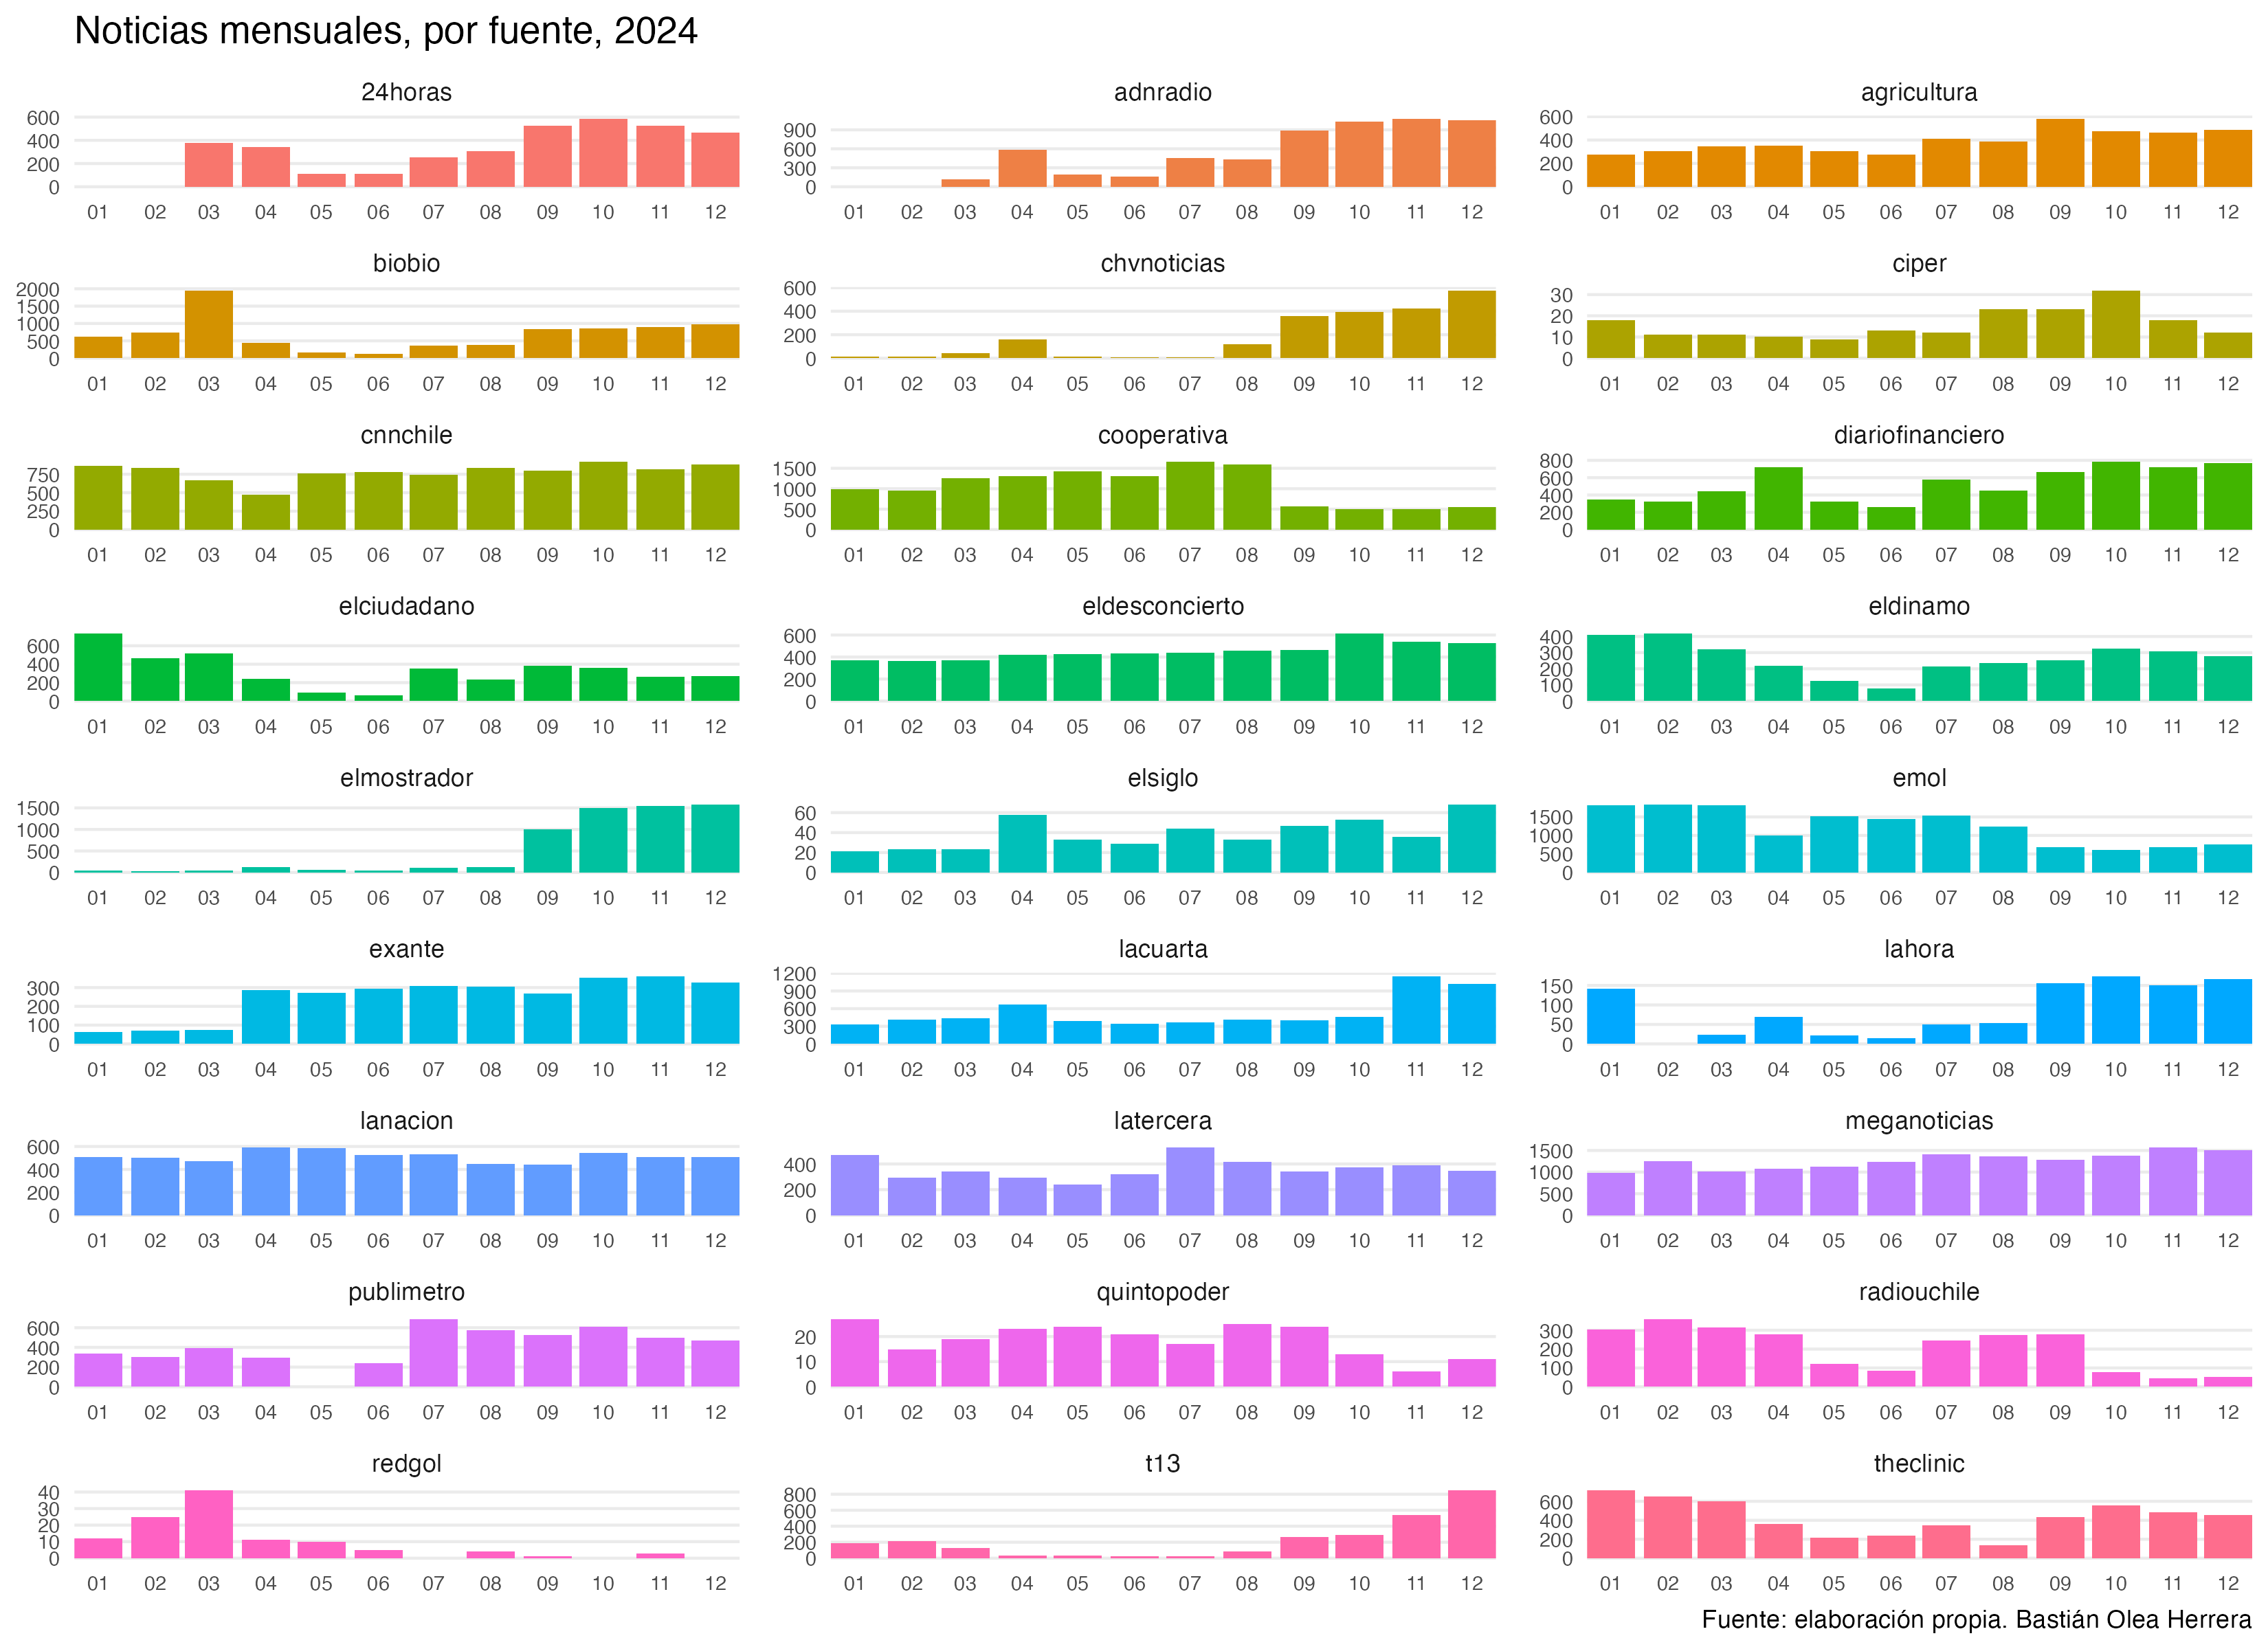 Noticias mensuales, por fuente, 2024
24horas
adnradio
agricultura
600
400
200
0
900
600
300
0
600
400
200
0
01 02 03 04 05 06 07 08 09 10 11 12
01 02 03 04 05 06 07 08 09 10 11 12
01 02 03 04 05 06 07 08 09 10 11 12
biobio
chvnoticias
ciper
2000
1500
1000
500
0
600
400
200
0
30
20
10
0
01 02 03 04 05 06 07 08 09 10 11 12
01 02 03 04 05 06 07 08 09 10 11 12
01 02 03 04 05 06 07 08 09 10 11 12
cnnchile
cooperativa
diariofinanciero
750
500
250
0
1500
1000
500
0
800
600
400
200
0
01 02 03 04 05 06 07 08 09 10 11 12
01 02 03 04 05 06 07 08 09 10 11 12
01 02 03 04 05 06 07 08 09 10 11 12
elciudadano
eldesconcierto
eldinamo
600
400
200
0
600
400
200
0
400
300
200
100
0
01 02 03 04 05 06 07 08 09 10 11 12
01 02 03 04 05 06 07 08 09 10 11 12
01 02 03 04 05 06 07 08 09 10 11 12
elmostrador
elsiglo
emol
1500
1000
500
0
60
40
20
0
1500
1000
500
0
01 02 03 04 05 06 07 08 09 10 11 12
01 02 03 04 05 06 07 08 09 10 11 12
01 02 03 04 05 06 07 08 09 10 11 12
exante
lacuarta
lahora
300
200
100
0
1200
900
600
300
0
150
100
50
0
01 02 03 04 05 06 07 08 09 10 11 12
01 02 03 04 05 06 07 08 09 10 11 12
01 02 03 04 05 06 07 08 09 10 11 12
lanacion
latercera
meganoticias
600
400
200
0
400
200
0
1500
1000
500
0
01 02 03 04 05 06 07 08 09 10 11 12
01 02 03 04 05 06 07 08 09 10 11 12
01 02 03 04 05 06 07 08 09 10 11 12
publimetro
quintopoder
radiouchile
600
400
200
0
20
10
0
300
200
100
0
01 02 03 04 05 06 07 08 09 10 11 12
01 02 03 04 05 06 07 08 09 10 11 12
01 02 03 04 05 06 07 08 09 10 11 12
redgol
t13
theclinic
40
30
20
10
0
800
600
400
200
0
600
400
200
0
01 02 03 04 05 06 07 08 09 10 11 12
01 02 03 04 05 06 07 08 09 10 11 12
01 02 03 04 05 06 07 08 09 10 11 12
Fuente: elaboración propia. Bastián Olea Herrera